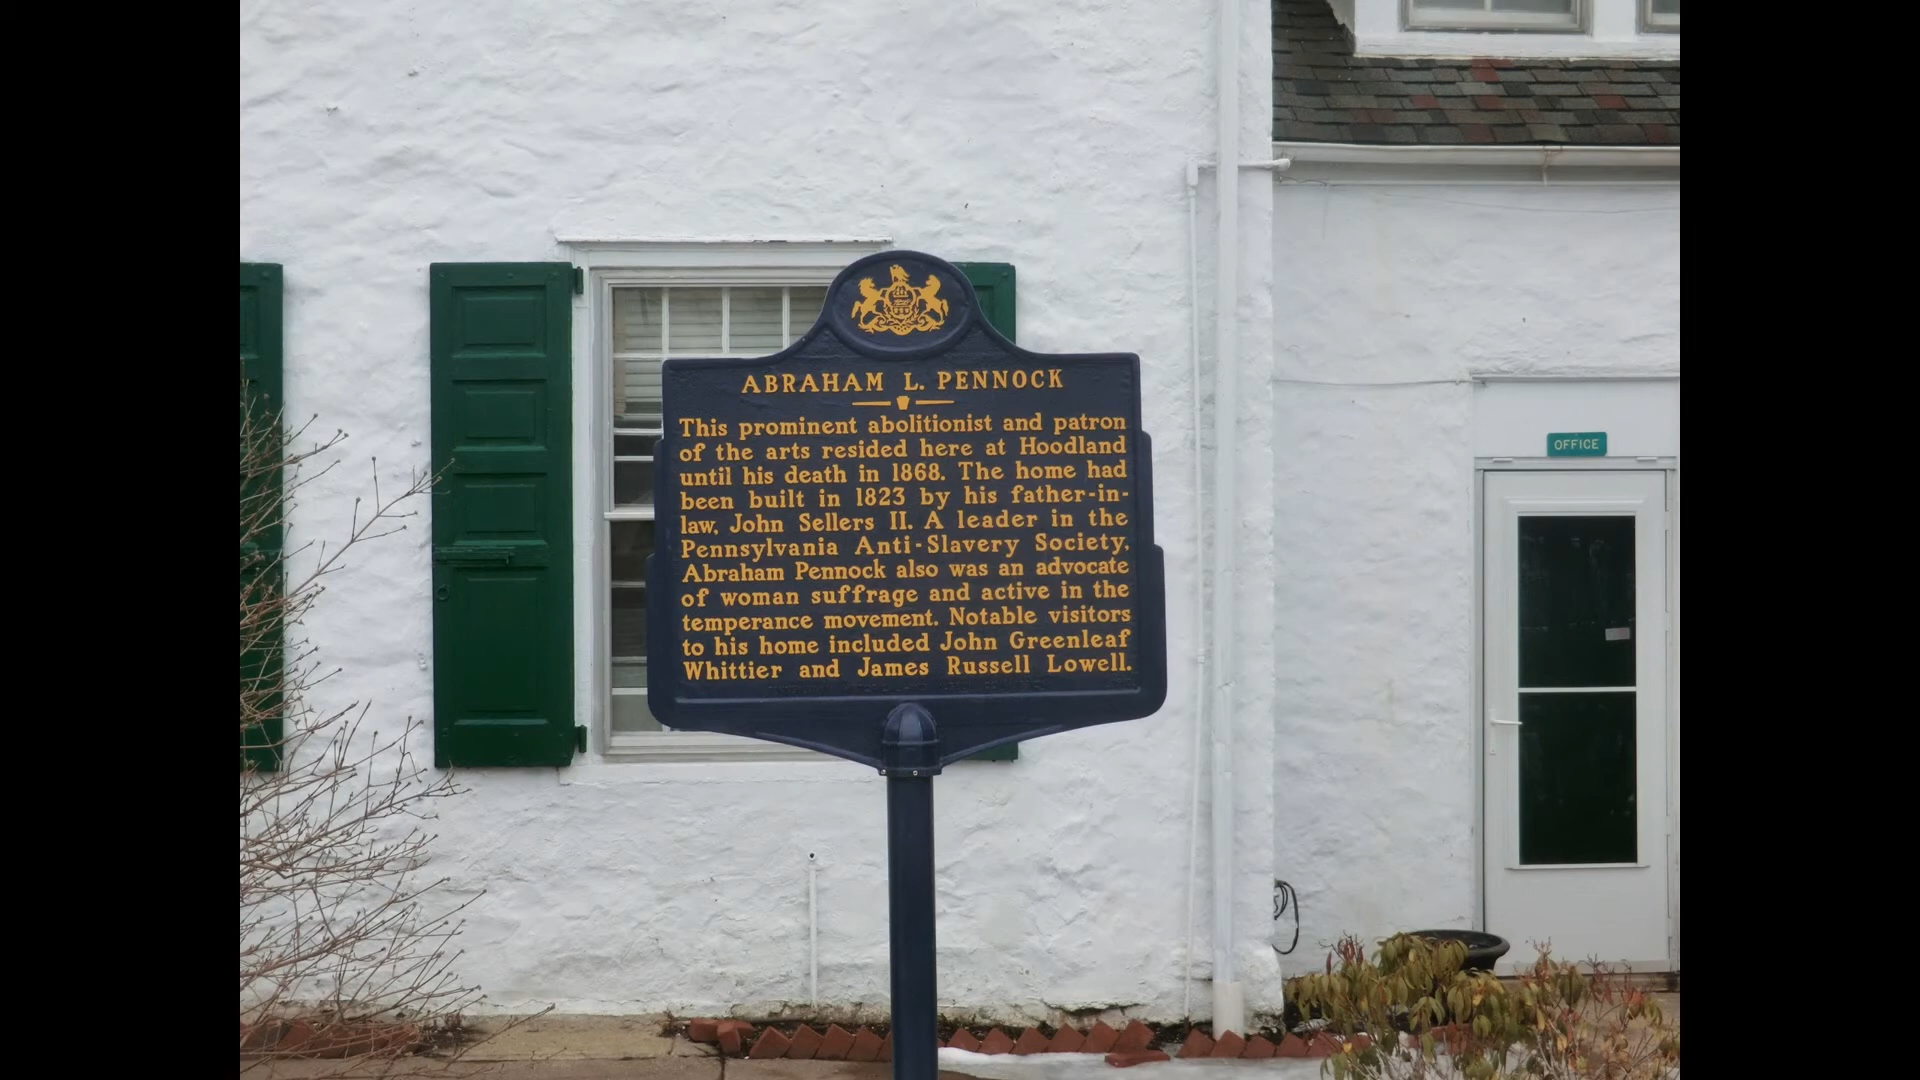 ABRAHAM L. PENNOCK
This prominent abolitionist and patron
of the arts resided here at Hoodland
until his death in 1868. The home had
been built in 1823 by his father-in-
law, John Sellers II. A leader in the
Pennsylvania Anti-Slavery Society,
Abraham Pennock also was an advocate
of woman suffrage and active in the
temperance movement. Notable visitors
to his home included John Greenleaf
Whittier and James Russell Lowell.
OFFICE